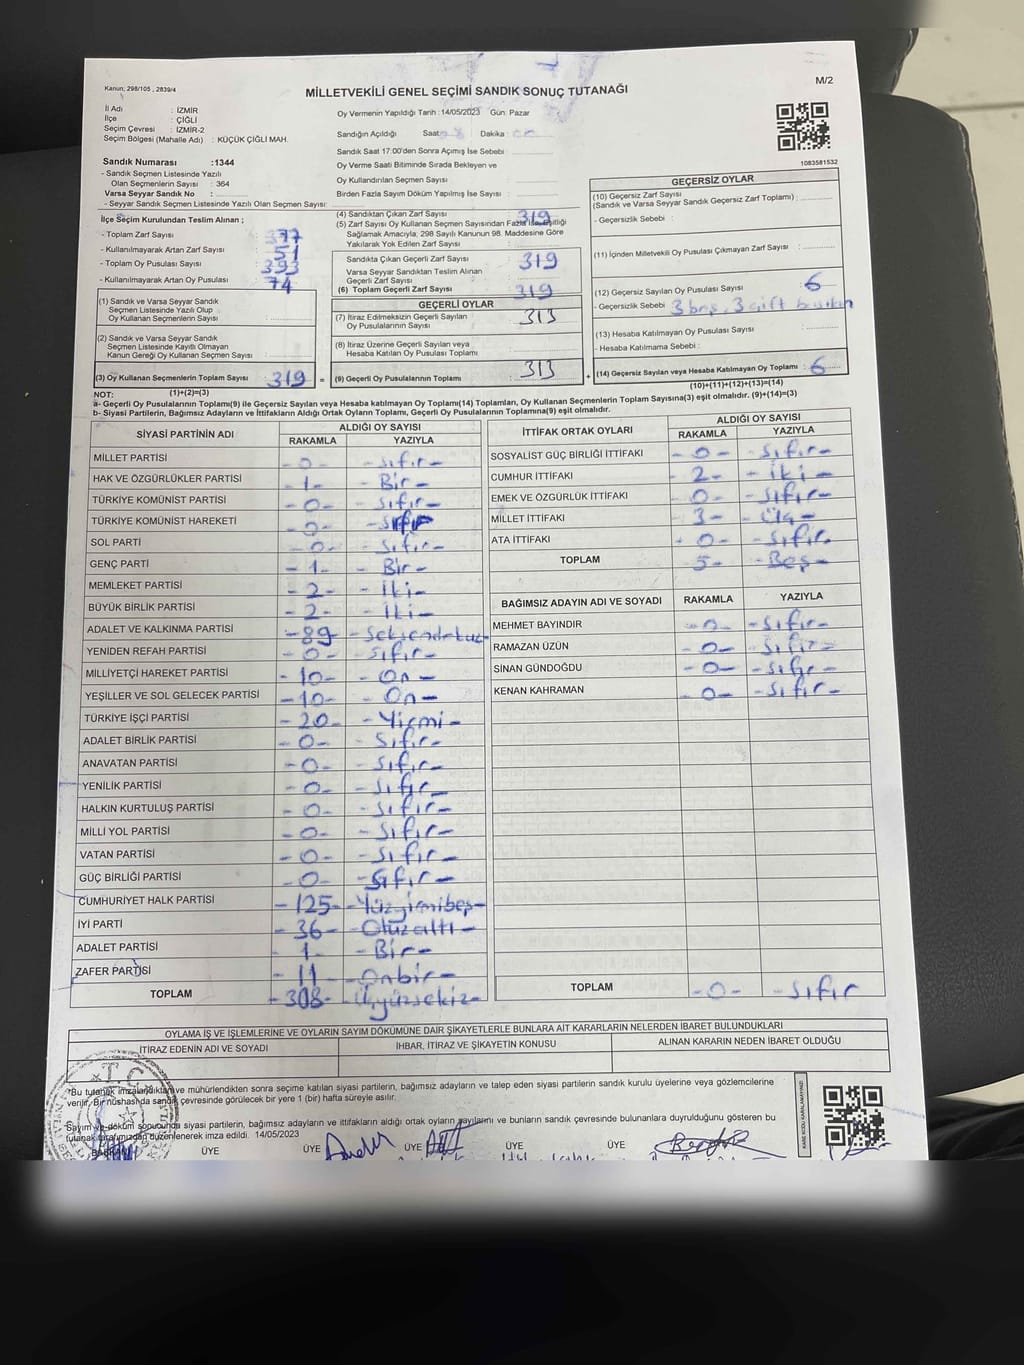 Kanun; 298/105 , 2839/4
M/2
MİLLETVEKİLİ GENEL SEÇİMİ SANDIK SONUÇ TUTANAĞI
İl Adı : İZMİR
İlçe : ÇİĞLİ
Seçim Çevresi : İZMİR-2
Seçim Bölgesi (Mahalle Adı) : KÜÇÜK ÇİĞLİ MAH.
Sandık Numarası :1344
- Sandık Seçmen Listesinde Yazılı
Olan Seçmenlerin Sayısı : 364
Varsa Seyyar Sandık No :
- Seyyar Sandık Seçmen Listesinde Yazılı Olan Seçmen Sayısı:
Oy Vermenin Yapıldığı Tarih : 14/05/2023 Gün: Pazar
Sandığın Açıldığı Saat Dakika :
Sandık Saat 17:00'den Sonra Açımış İse Sebebi :
Oy Verme Saati Bitiminde Sırada Bekleyen ve
Oy Kullandırılan Seçmen Sayısı :
Birden Fazla Sayım Döküm Yapılmış İse Sayısı :
1083581532
İlçe Seçim Kurulundan Teslim Alınan ;
- Toplam Zarf Sayısı : 377
- Kullanılmayarak Artan Zarf Sayısı : 51
- Toplam Oy Pusulası Sayısı : 393
- Kullanılmayarak Artan Oy Pusulası : 74
(1) Sandık ve Varsa Seyyar Sandık
Seçmen Listesinde Yazılı Olup
Oy Kullanan Seçmenlerin Sayısı :
(2) Sandık ve Varsa Seyyar Sandık
Seçmen Listesinde Kayıtlı Olmayan
Kanun Gereği Oy Kullanan Seçmen Sayısı :
(3) Oy Kullanan Seçmenlerin Toplam Sayısı : 319 =
(1)+(2)=(3)
(4) Sandıktan Çıkan Zarf Sayısı : 319
(5) Zarf Sayısı Oy Kullanan Seçmen Sayısından Fazla ise, Eşitliği
Sağlamak Amacıyla; 298 Sayılı Kanunun 98. Maddesine Göre
Yakılarak Yok Edilen Zarf Sayısı :
Sandıkta Çıkan Geçerli Zarf Sayısı : 319
Varsa Seyyar Sandıktan Teslim Alınan
Geçerli Zarf Sayısı :
(6) Toplam Geçerli Zarf Sayısı : 319
GEÇERLİ OYLAR
(7) İtiraz Edilmeksizin Geçerli Sayılan
Oy Pusulalarının Sayısı : 313
(8) İtiraz Üzerine Geçerli Sayılan veya
Hesaba Katılan Oy Pusulası Toplamı :
(9) Geçerli Oy Pusulalarının Toplamı : 313 +
GEÇERSİZ OYLAR
(10) Geçersiz Zarf Sayısı
(Sandık ve Varsa Seyyar Sandık Geçersiz Zarf Toplamı) :
- Geçersizlik Sebebi :
(11) İçinden Milletvekili Oy Pusulası Çıkmayan Zarf Sayısı :
(12) Geçersiz Sayılan Oy Pusulası Sayısı : 6
- Geçersizlik Sebebi : 3 boş, 3 çift basılan
(13) Hesaba Katılmayan Oy Pusulası Sayısı :
- Hesaba Katılmama Sebebi :
(14) Geçersiz Sayılan veya Hesaba Katılmayan Oy Toplamı : 6
(10)+(11)+(12)+(13)=(14)
NOT:
a- Geçerli Oy Pusulalarının Toplamı(9) ile Geçersiz Sayılan veya Hesaba katılmayan Oy Pusulası Toplamı(14) Toplamları, Oy Kullanan Seçmenlerin Toplam Sayısına(3) eşit olmalıdır. (9)+(14)=(3)
b- Siyasi Partilerin, Bağımsız Adayların ve İttifakların Aldığı Ortak Oyların Toplamı, Geçerli Oy Pusulalarının Toplamına(9) eşit olmalıdır.
SİYASİ PARTİNİN ADI ALDIĞI OY SAYISI
RAKAMLA YAZIYLA
MİLLET PARTİSİ -0- -Sıfır-
HAK VE ÖZGÜRLÜKLER PARTİSİ -1- -Bir-
TÜRKİYE KOMÜNİST PARTİSİ -0- -Sıfır-
TÜRKİYE KOMÜNİST HAREKETİ -0- -Sıfır
SOL PARTİ -0- -Sıfır-
GENÇ PARTİ -1- -Bir-
MEMLEKET PARTİSİ -2- -İki-
BÜYÜK BİRLİK PARTİSİ -2- -İki-
ADALET VE KALKINMA PARTİSİ -89- -Seksendokuz-
YENİDEN REFAH PARTİSİ -0- -Sıfır-
MİLLİYETÇİ HAREKET PARTİSİ -10- -On-
YEŞİLLER VE SOL GELECEK PARTİSİ -10- -On-
TÜRKİYE İŞÇİ PARTİSİ -20- -Yirmi-
ADALET BİRLİK PARTİSİ -0- -Sıfır-
ANAVATAN PARTİSİ -0- -Sıfır-
YENİLİK PARTİSİ -0- -Sıfır-
HALKIN KURTULUŞ PARTİSİ -0- -Sıfır-
MİLLİ YOL PARTİSİ -0- -Sıfır-
VATAN PARTİSİ -0- -Sıfır-
GÜÇ BİRLİĞİ PARTİSİ -0- -Sıfır-
CUMHURİYET HALK PARTİSİ -125- -Yüzyirmibeş-
İYİ PARTİ -36- -Otuzaltı-
ADALET PARTİSİ -1- -Bir-
ZAFER PARTİSİ -11- -Onbir-
TOPLAM -308- -Üçyüzsekiz-
İTTİFAK ORTAK OYLARI ALDIĞI OY SAYISI
RAKAMLA YAZIYLA
SOSYALİST GÜÇ BİRLİĞİ İTTİFAKI -0- -Sıfır-
CUMHUR İTTİFAKI -2- -İki-
EMEK VE ÖZGÜRLÜK İTTİFAKI -0- -Sıfır-
MİLLET İTTİFAKI -3- -Üç-
ATA İTTİFAKI -0- -Sıfır-
TOPLAM -5- -Beş-
BAĞIMSIZ ADAYIN ADI VE SOYADI RAKAMLA YAZIYLA
MEHMET BAYINDIR -0- -Sıfır-
RAMAZAN ÜZÜN -0- -Sıfır-
SİNAN GÜNDOĞDU -0- -Sıfır-
KENAN KAHRAMAN -0- -Sıfır-
TOPLAM -0- -Sıfır
OYLAMA İŞ VE İŞLEMLERİNE VE OYLARIN SAYIM DÖKÜMÜNE DAİR ŞİKAYETLERLE BUNLARA AİT KARARLARIN NELERDEN İBARET BULUNDUKLARI
İTİRAZ EDENİN ADI VE SOYADI İHBAR, İTİRAZ VE ŞİKAYETİN KONUSU ALINAN KARARIN NEDEN İBARET OLDUĞU
T.C.
*Bu tutanak imzalandıktan ve mühürlendikten sonra seçime katılan siyasi partilerin, bağımsız adayların ve talep eden siyasi partilerin sandık kurulu üyelerine veya gözlemcilerine
verilir. Bir nüshası da sandık çevresinde görülecek bir yere 1 (bir) hafta süreyle asılır.
Sayım ve döküm sonucunda siyasi partilerin, bağımsız adayların ve ittifakların aldığı ortak oyların sayılarını ve bunların sandık çevresinde bulunanlara duyrulduğunu gösteren bu
tutanak tarafımızdan düzenlenerek imza edildi. 14/05/2023
BAŞKAN ÜYE ÜYE ÜYE ÜYE ÜYE
KARE KODU KARALAMAYINIZ